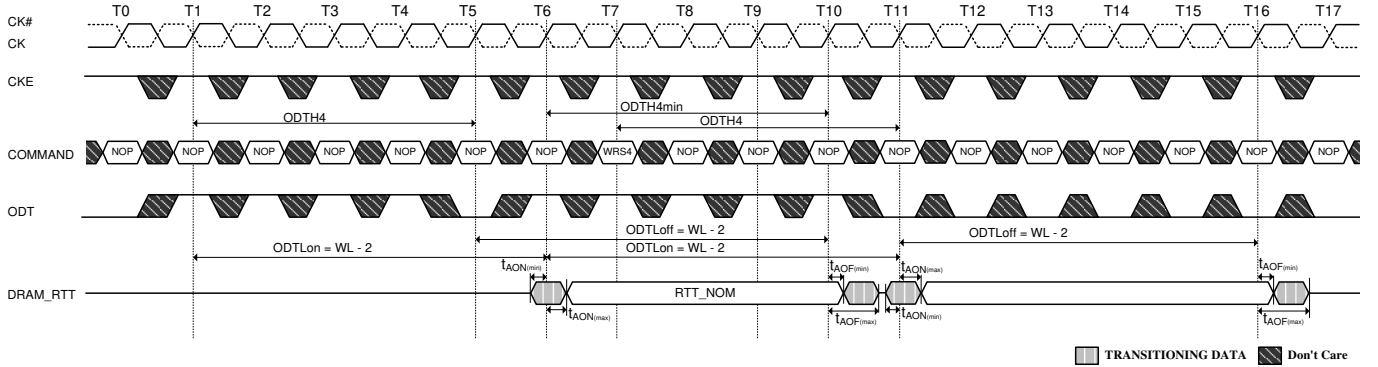 T0 T1 T2 T3 T4 T5 T6 T7 T8 T9 T10 T11 T12 T13 T14 T15 T16 T17
CK#
CK
CKE
ODTH4min
ODTH4 ODTH4
COMMAND NOP NOP NOP NOP NOP NOP NOP WRS4 NOP NOP NOP NOP NOP NOP NOP NOP NOP NOP
ODT
ODTLoff = WL - 2 ODTLoff = WL - 2
ODTLon = WL - 2 ODTLon = WL - 2
tAON(min) tAOF(min) tAON(max) tAOF(min)
DRAM_RTT RTT_NOM
tAON(max) tAOF(max) tAON(min) tAOF(max)
TRANSITIONING DATA Don't Care